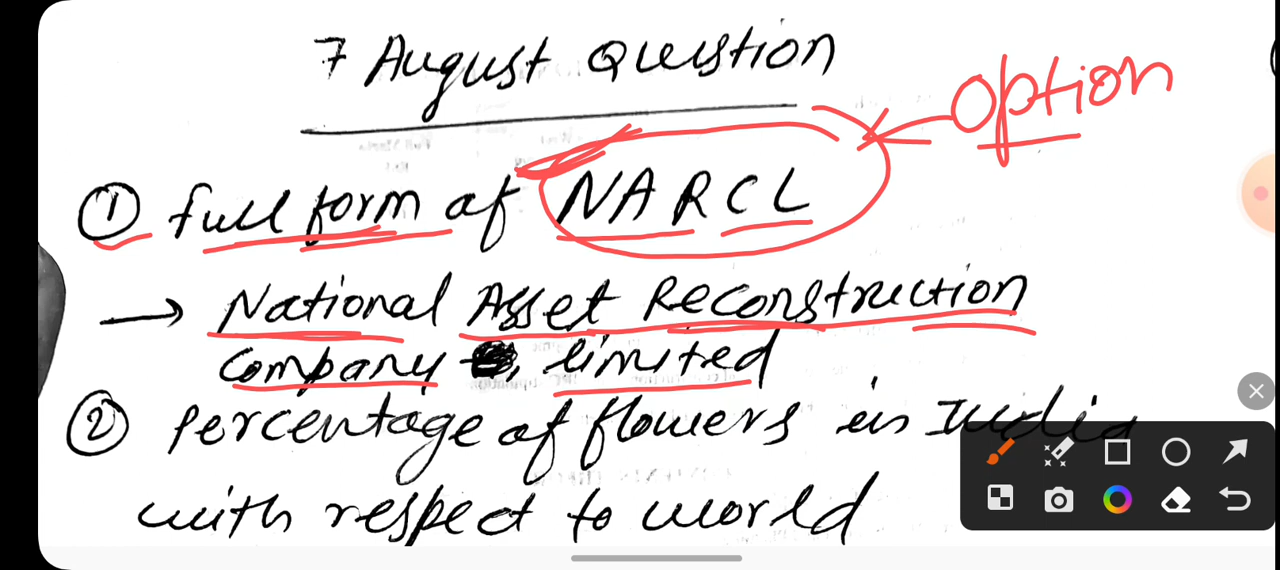 7 August Question
option
① full form of NARCL
→ National Asset Reconstruction
company , limited
② percentage of flowers in India
with respect to world